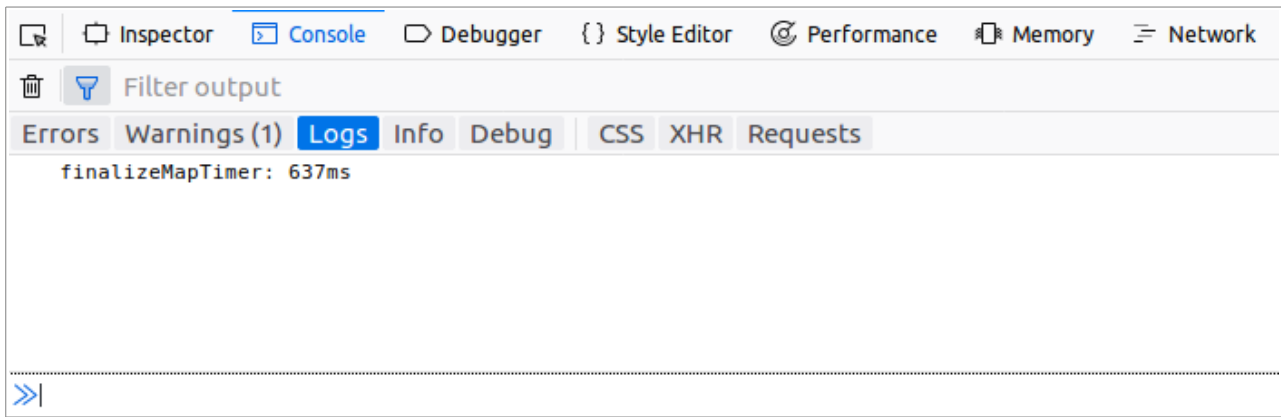 Inspector Console Debugger {} Style Editor Performance Memory Network
Filter output
Errors Warnings (1) Logs Info Debug CSS XHR Requests
finalizeMapTimer: 637ms
≫